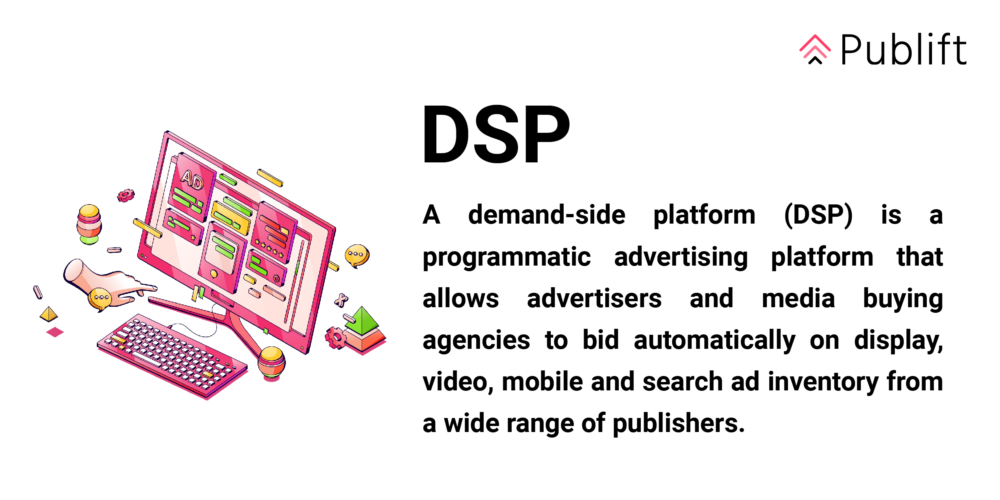 Publift
DSP
AD
A demand-side platform (DSP) is a
programmatic advertising platform that
allows advertisers and media buying
agencies to bid automatically on display,
video, mobile and search ad inventory from
a wide range of publishers.